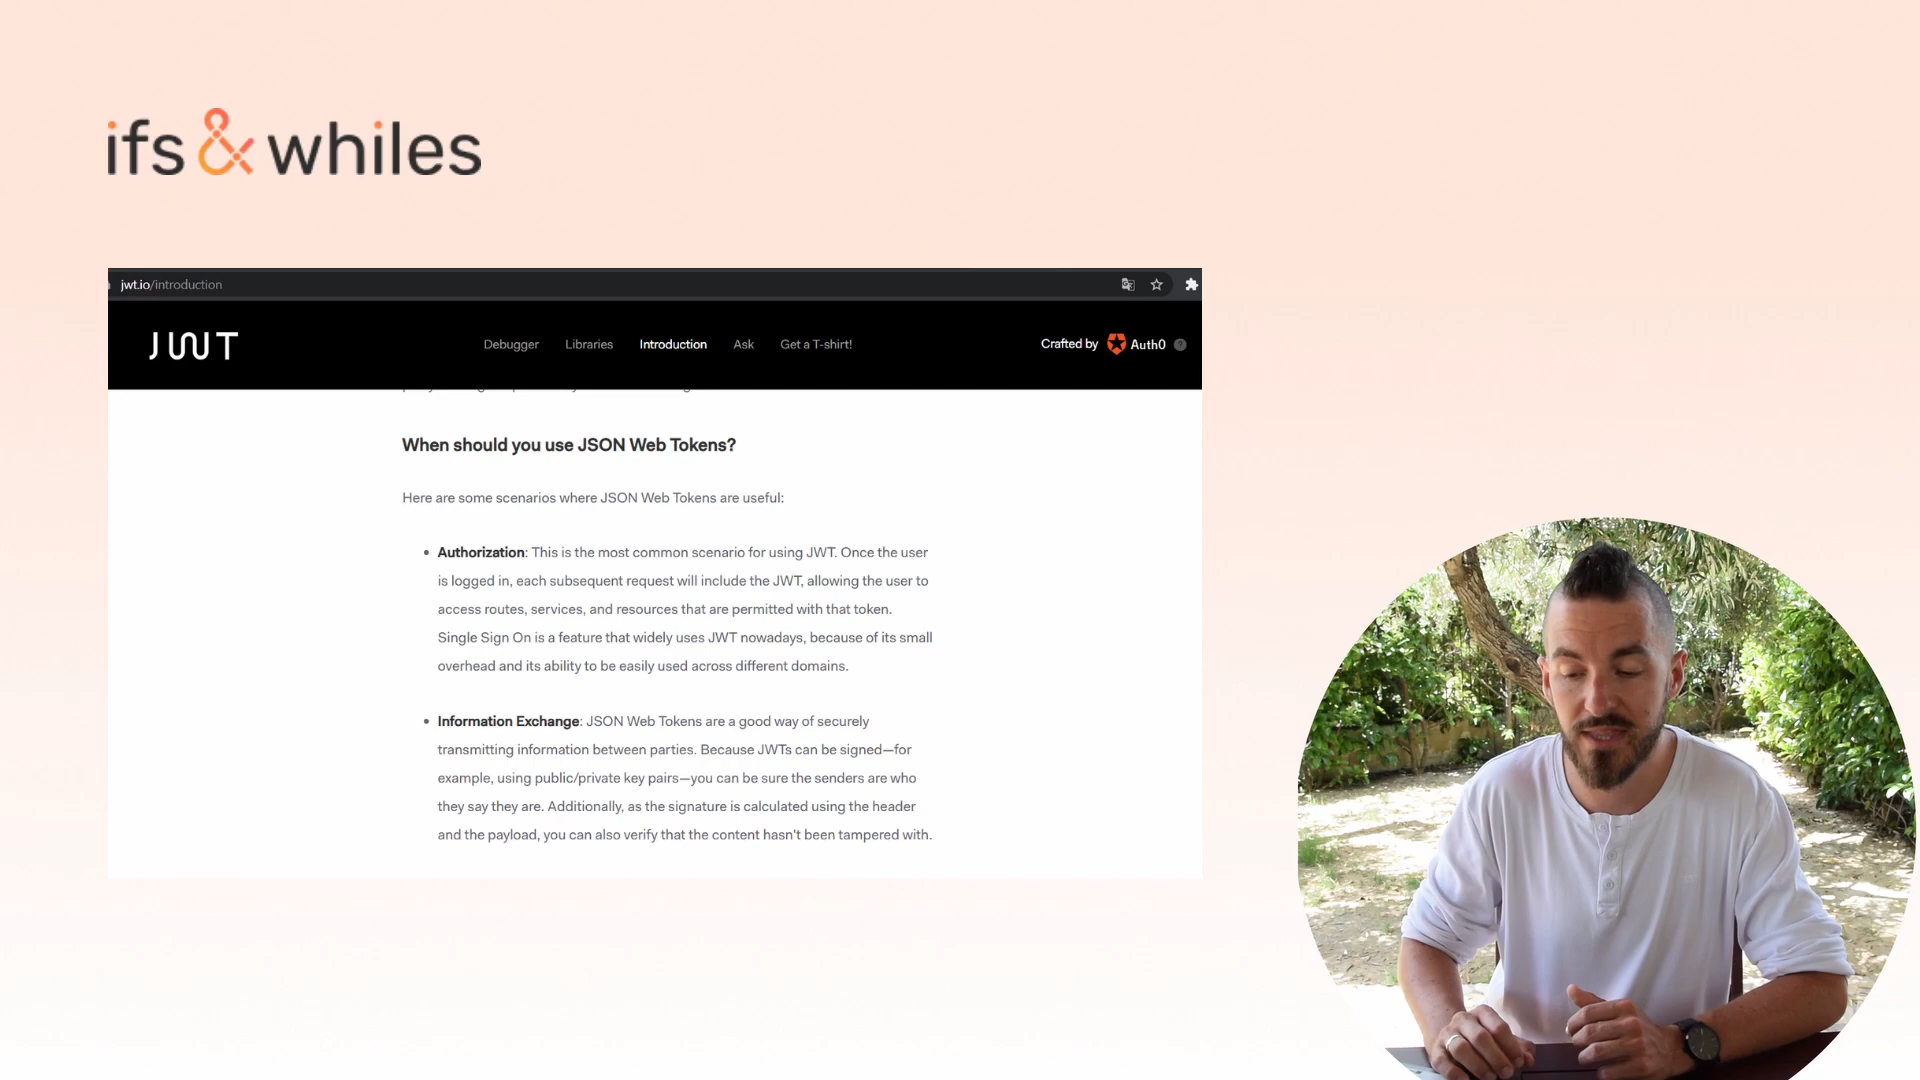 ifs & whiles
jwt.io/introduction
JWT
Debugger Libraries Introduction Ask Get a T-shirt! Crafted by Auth0 ?
When should you use JSON Web Tokens?
Here are some scenarios where JSON Web Tokens are useful:
• Authorization: This is the most common scenario for using JWT. Once the user
is logged in, each subsequent request will include the JWT, allowing the user to
access routes, services, and resources that are permitted with that token.
Single Sign On is a feature that widely uses JWT nowadays, because of its small
overhead and its ability to be easily used across different domains.
• Information Exchange: JSON Web Tokens are a good way of securely
transmitting information between parties. Because JWTs can be signed—for
example, using public/private key pairs—you can be sure the senders are who
they say they are. Additionally, as the signature is calculated using the header
and the payload, you can also verify that the content hasn't been tampered with.